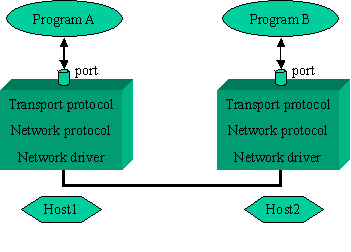 Program A
Program B
port
port
Transport protocol
Network protocol
Network driver
Transport protocol
Network protocol
Network driver
Host1
Host2